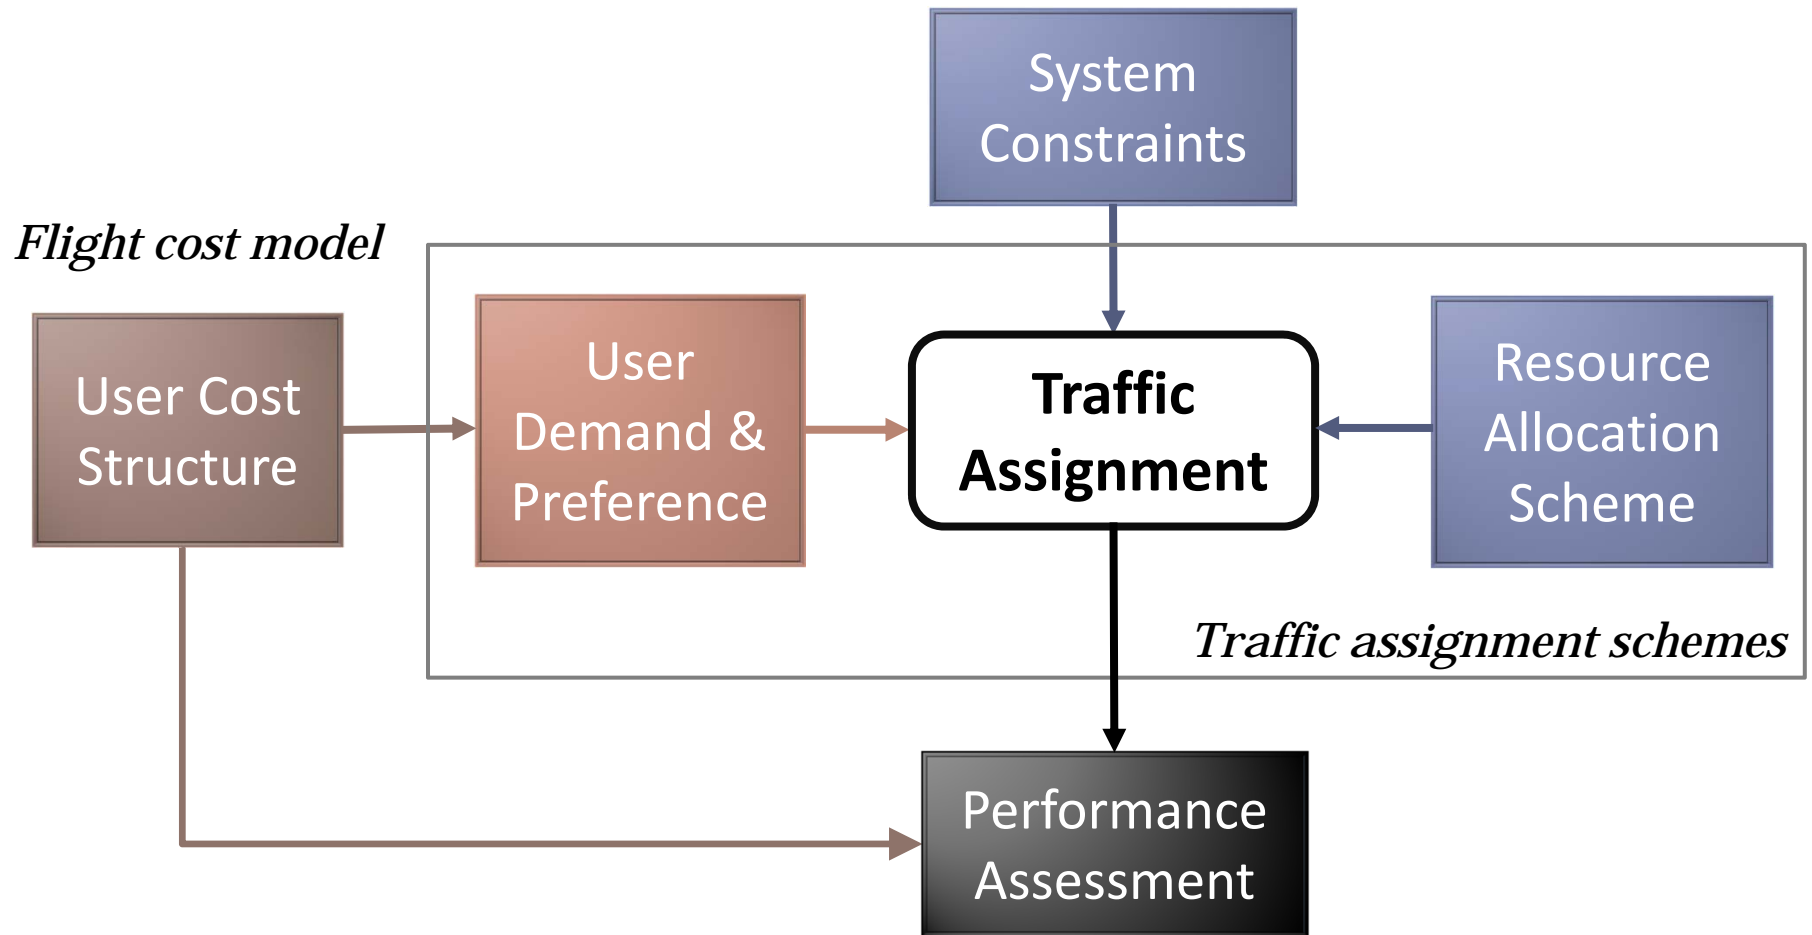 System
Constraints
Flight cost model
User Cost
Structure
User
Demand &
Preference
Traffic
Assignment
Resource
Allocation
Scheme
Traffic assignment schemes
Performance
Assessment